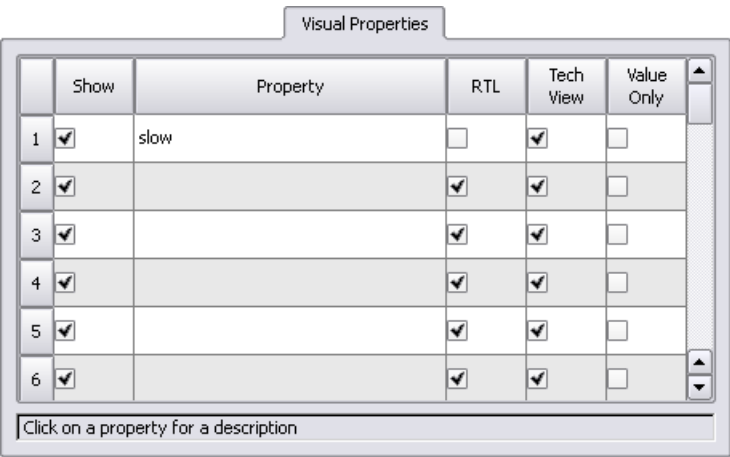 Visual Properties
Show Property RTL Tech View Value Only
1 slow
2
3
4
5
6
Click on a property for a description